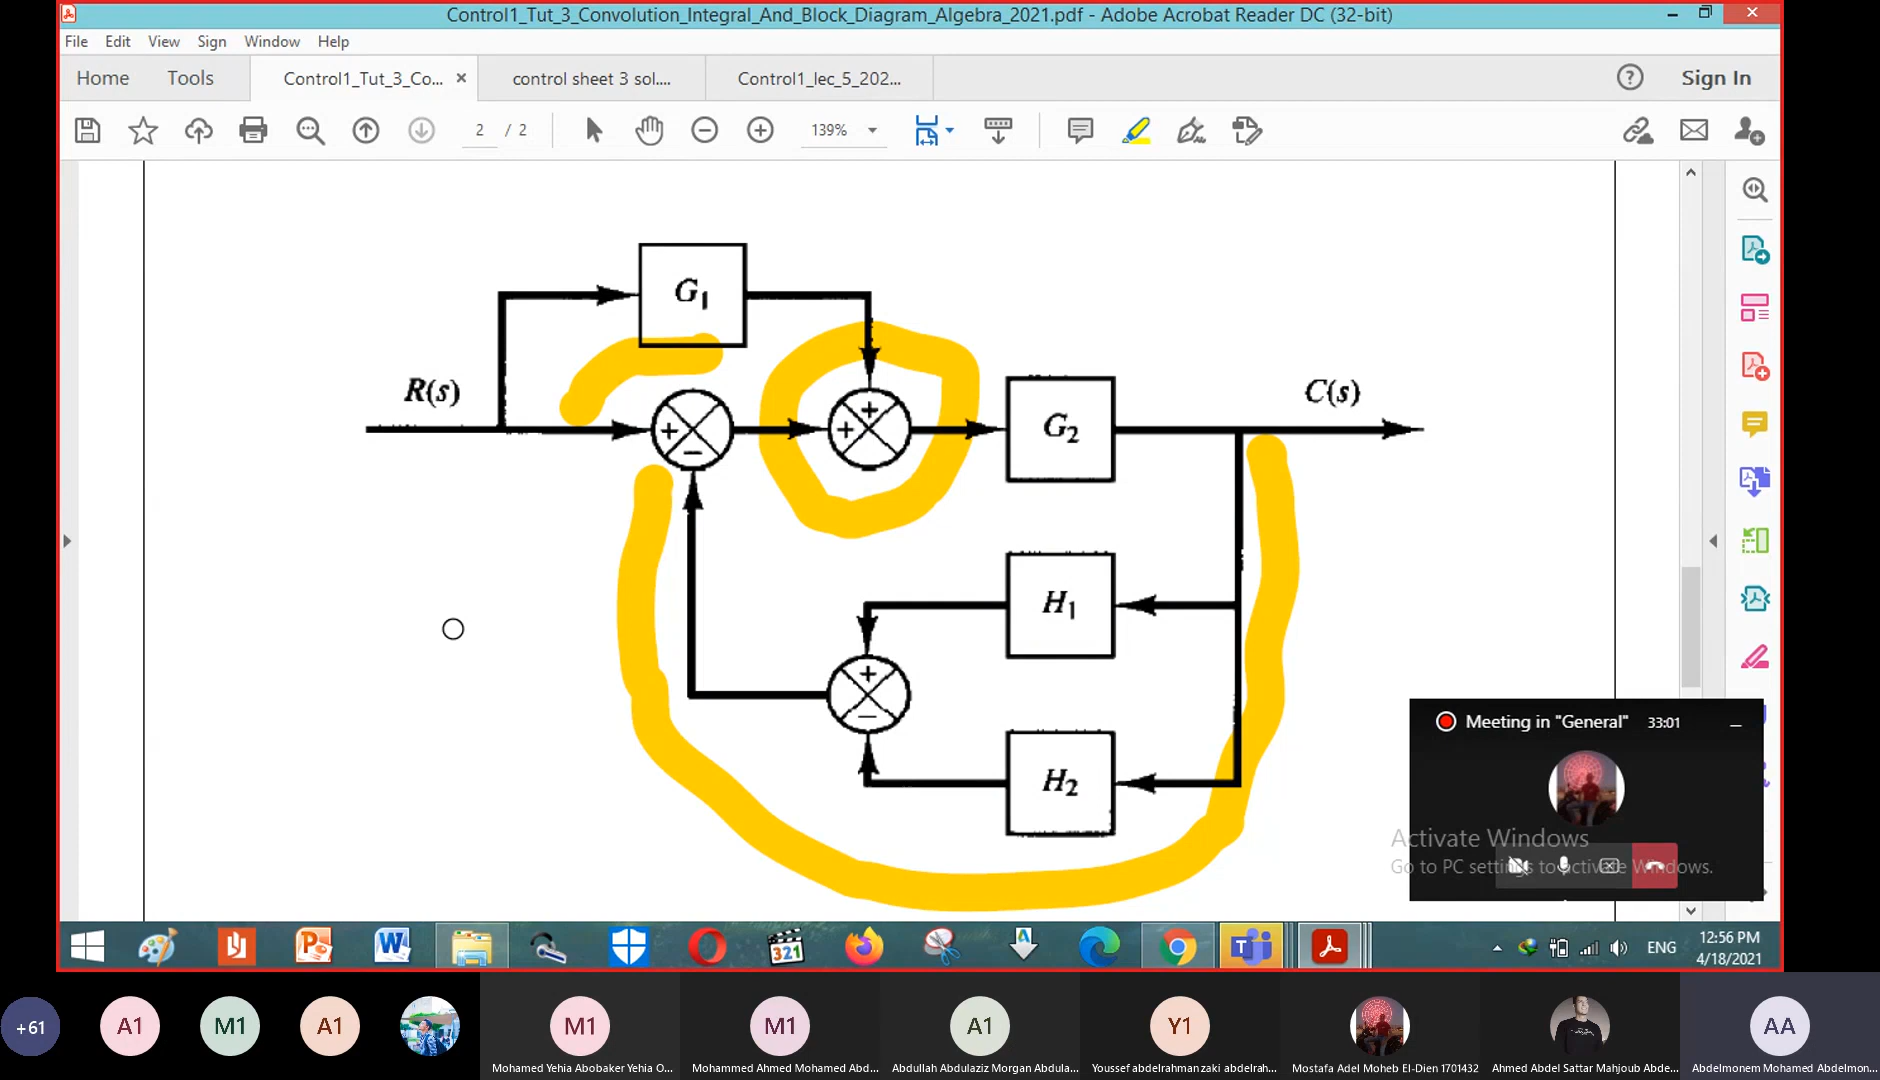 Control1_Tut_3_Convolution_Integral_And_Block_Diagram_Algebra_2021.pdf - Adobe Acrobat Reader DC (32-bit)
File Edit View Sign Window Help
Home Tools Control1_Tut_3_Co... × control sheet 3 sol.... Control1_lec_5_202... Sign In
2 / 2 139%
G1
R(s)
C(s)
+ − + + G2
H1
+ −
H2
Meeting in "General" 33:01
Activate Windows
Go to PC settings to activate Windows.
321
ENG
12:56 PM
4/18/2021
+61 A1 M1 A1 M1 M1 A1 Y1 AA
Mohamed Yehia Abobaker Yehia O... Mohammed Ahmed Mohamed Abd... Abdullah Abdulaziz Morgan Abdula... Youssef abdelrahman zaki abdelrah... Mostafa Adel Moheb El-Dien 1701432 Ahmed Abdel Sattar Mahjoub Abde... Abdelmonem Mohamed Abdelmon...